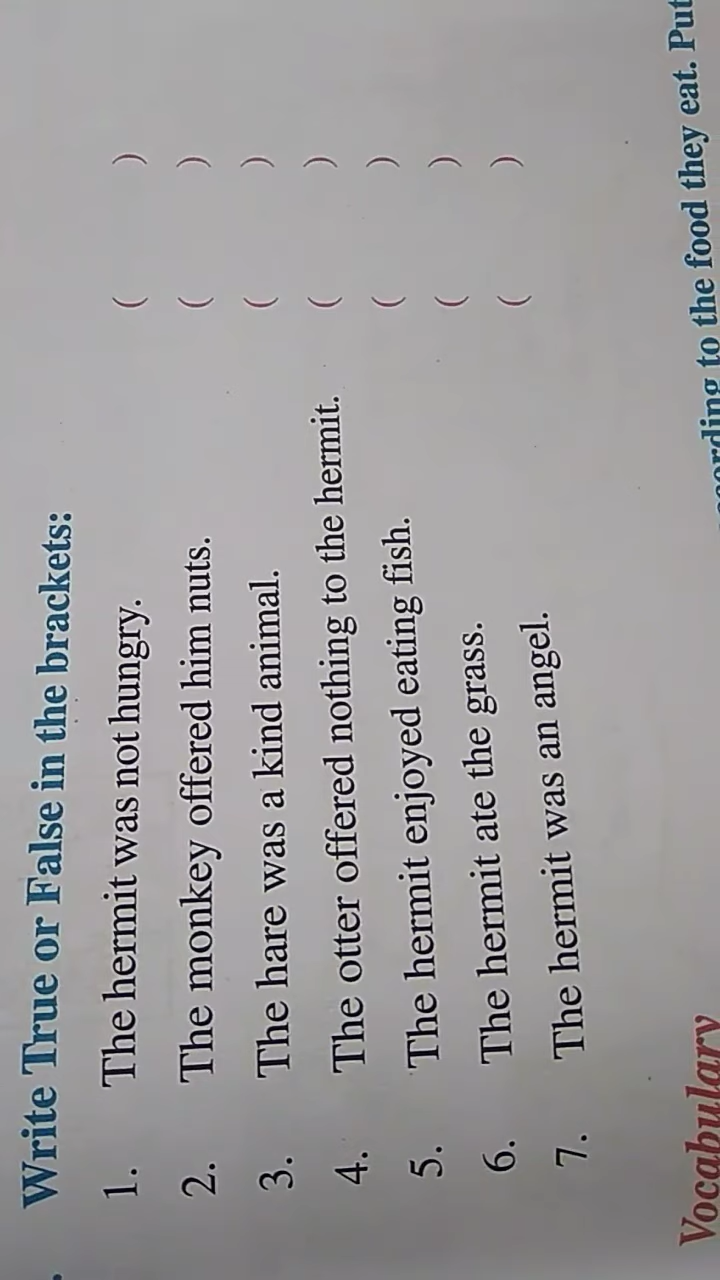 Write True or False in the brackets:
1. The hermit was not hungry. ( )
2. The monkey offered him nuts. ( )
3. The hare was a kind animal. ( )
4. The otter offered nothing to the hermit. ( )
5. The hermit enjoyed eating fish. ( )
6. The hermit ate the grass. ( )
7. The hermit was an angel. ( )
Vocabulary
to the food they eat. Put